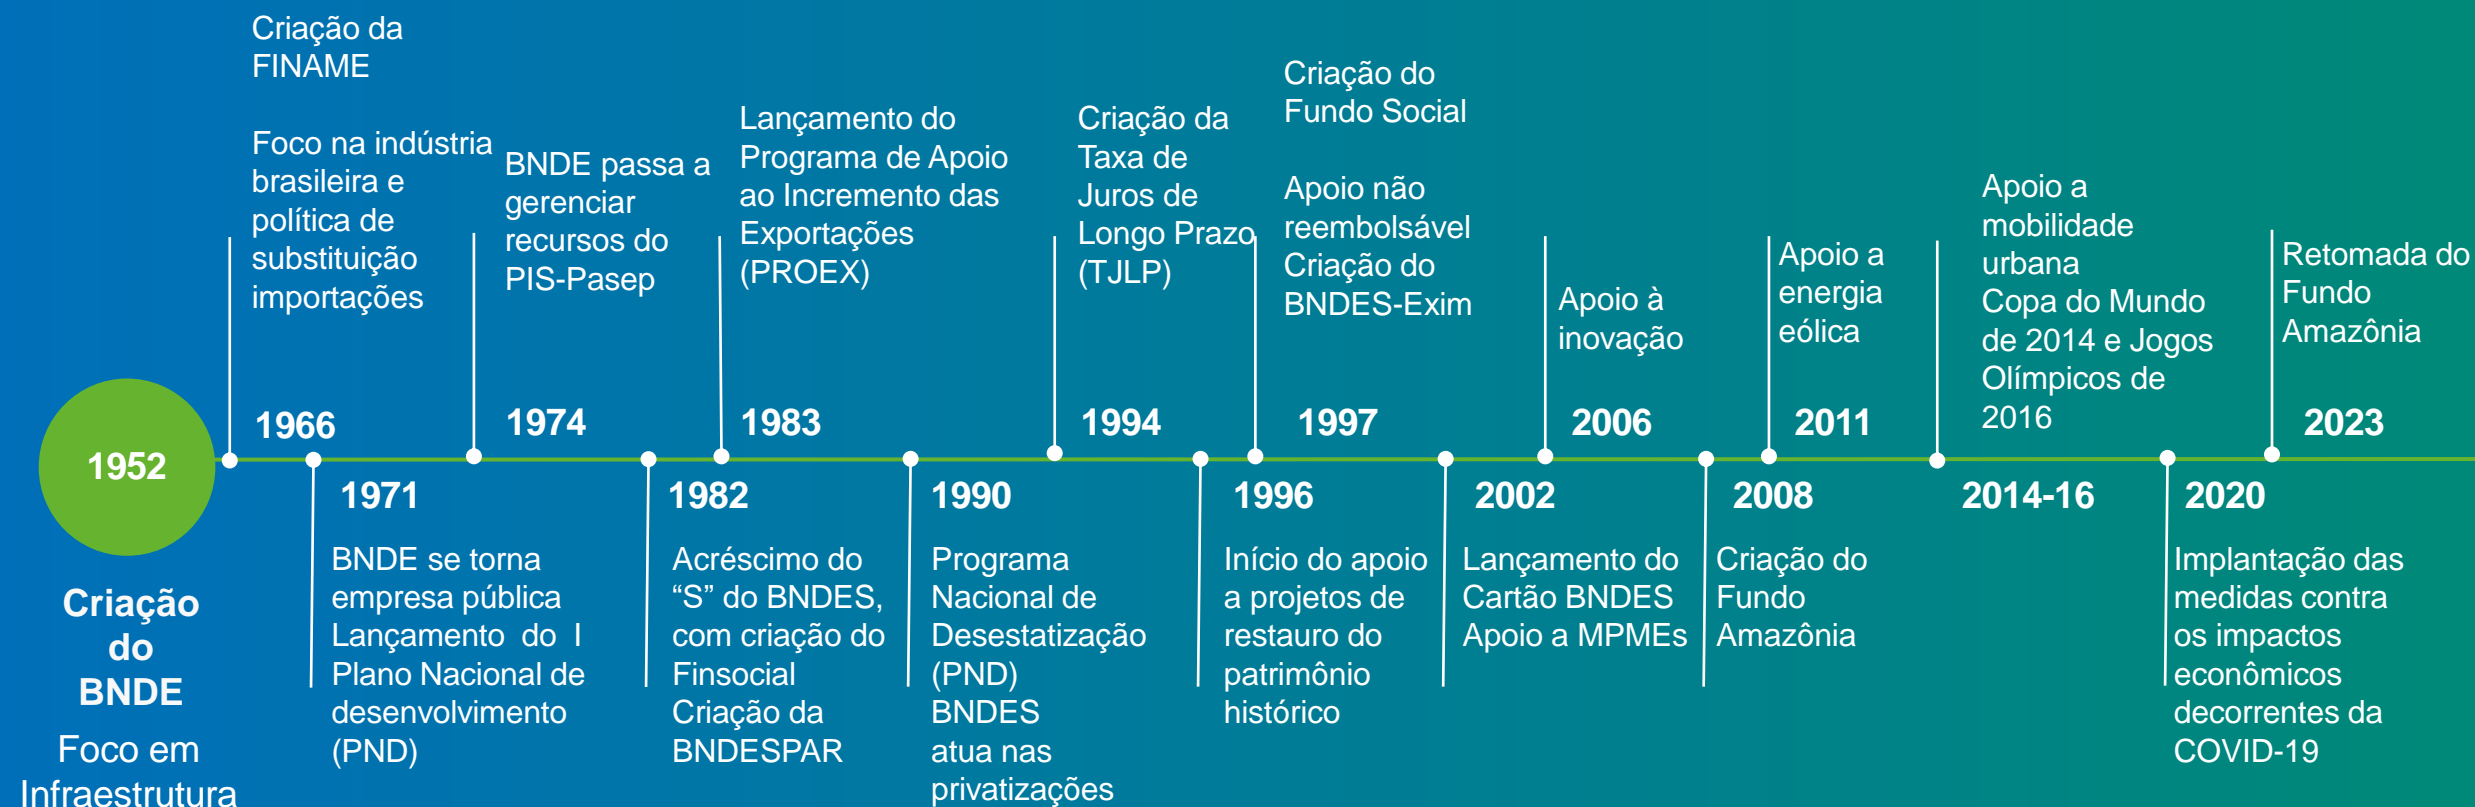 1952
Criação
do
BNDE
Foco em
Infraestrutura
Criação da
FINAME
Foco na indústria
brasileira e
política de
substituição
importações
1966
1971
BNDE se torna
empresa pública
Lançamento do I
Plano Nacional de
desenvolvimento
(PND)
BNDE passa a
gerenciar
recursos do
PIS-Pasep
1974
1982
Acréscimo do
“S” do BNDES,
com criação do
Finsocial
Criação da
BNDESPAR
Lançamento do
Programa de Apoio
ao Incremento das
Exportações
(PROEX)
1983
1990
Programa
Nacional de
Desestatização
(PND)
BNDES
atua nas
privatizações
Criação da
Taxa de
Juros de
Longo Prazo
(TJLP)
1994
1996
Início do apoio
a projetos de
restauro do
patrimônio
histórico
Criação do
Fundo Social
Apoio não
reembolsável
Criação do
BNDES-Exim
1997
2002
Lançamento do
Cartão BNDES
Apoio a MPMEs
Apoio à
inovação
2006
2008
Criação do
Fundo
Amazônia
Apoio a
energia
eólica
2011
Apoio a
mobilidade
urbana
Copa do Mundo
de 2014 e Jogos
Olímpicos de
2016
2014-16
2020
Implantação das
medidas contra
os impactos
econômicos
decorrentes da
COVID-19
Retomada do
Fundo
Amazônia
2023